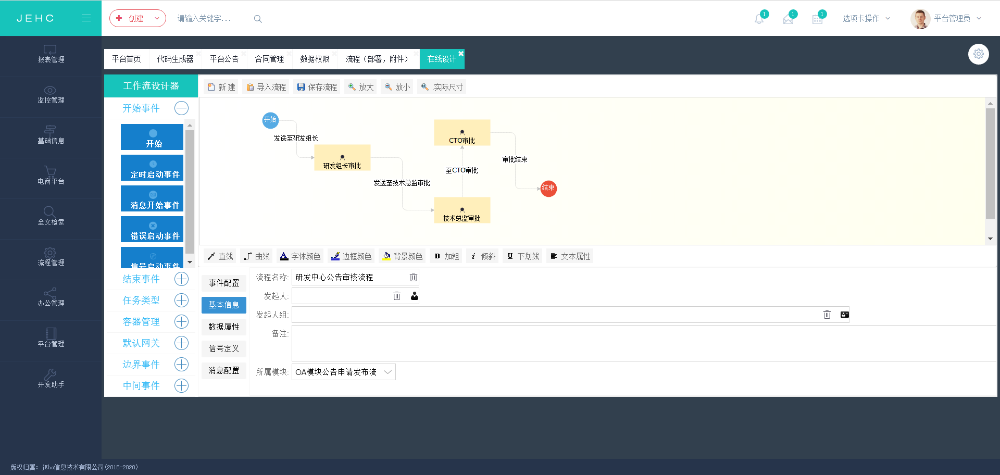 JEHC
创建
请输入关键字...
1
1
1
选项卡操作
平台管理员
报表管理
监控管理
基础信息
电商平台
全文检索
流程管理
办公管理
平台管理
开发助手
平台首页
代码生成器
平台公告
合同管理
数据权限
流程（部署，附件）
在线设计
工作流设计器
开始事件
开始
定时启动事件
消息开始事件
错误启动事件
信号启动事件
结束事件
任务类型
容器管理
默认网关
边界事件
中间事件
新 建
导入流程
保存流程
放大
放小
.实际尺寸
开始
发送至研发组长
研发组长审批
发送至技术总监审批
CTO审批
至CTO审批
技术总监审批
审批结束
结束
直线
曲线
字体颜色
边框颜色
背景颜色
B 加粗
i 倾斜
U 下划线
文本属性
事件配置
基本信息
数据属性
信号定义
消息配置
流程名称: 研发中心公告审核流程
发起人:
发起人组:
备注:
所属模块: OA模块公告申请发布流
版权归属: jEhc信息技术有限公司(2015-2020)